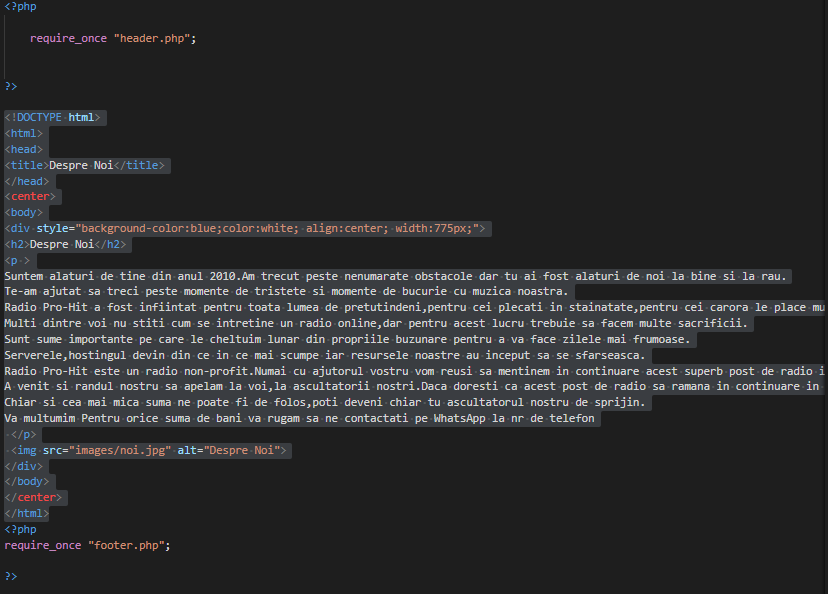 <?php
require_once "header.php";
?>
<!DOCTYPE html>
<html>
<head>
<title>Despre Noi</title>
</head>
<center>
<body>
<div style="background-color:blue;color:white; align:center; width:775px;">
<h2>Despre Noi</h2>
<p >
Suntem alaturi de tine din anul 2010.Am trecut peste nenumarate obstacole dar tu ai fost alaturi de noi la bine si la rau.
Te-am ajutat sa treci peste momente de tristete si momente de bucurie cu muzica noastra.
Radio Pro-Hit a fost infiintat pentru toata lumea de pretutindeni,pentru cei plecati in stainatate,pentru cei carora le place mu
Multi dintre voi nu stiti cum se intretine un radio online,dar pentru acest lucru trebuie sa facem multe sacrificii.
Sunt sume importante pe care le cheltuim lunar din propriile buzunare pentru a va face zilele mai frumoase.
Serverele,hostingul devin din ce in ce mai scumpe iar resursele noastre au inceput sa se sfarseasca.
Radio Pro-Hit este un radio non-profit.Numai cu ajutorul vostru vom reusi sa mentinem in continuare acest superb post de radio i
A venit si randul nostru sa apelam la voi,la ascultatorii nostri.Daca doresti ca acest post de radio sa ramana in continuare in
Chiar si cea mai mica suma ne poate fi de folos,poti deveni chiar tu ascultatorul nostru de sprijin.
Va multumim Pentru orice suma de bani va rugam sa ne contactati pe WhatsApp la nr de telefon
</p>
<img src="images/noi.jpg" alt="Despre Noi">
</div>
</body>
</center>
</html>
<?php
require_once "footer.php";
?>